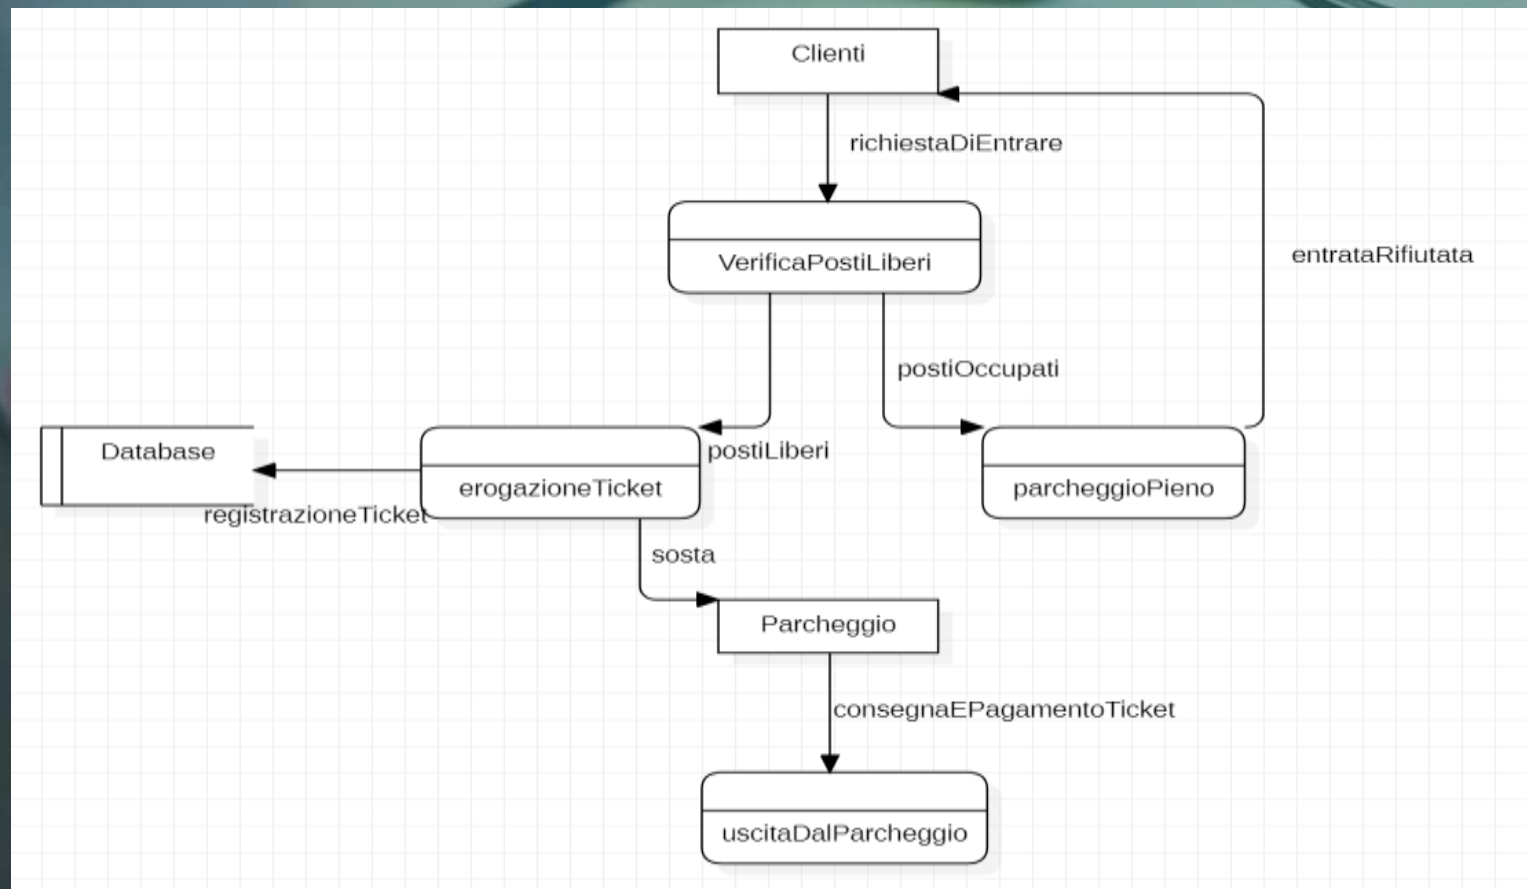 Clienti
richiestaDiEntrare
VerificaPostiLiberi
entrataRifiutata
postiOccupati
postiLiberi
Database
registrazioneTicket
erogazioneTicket
parcheggioPieno
sosta
Parcheggio
consegnaEPagamentoTicket
uscitaDalParcheggio